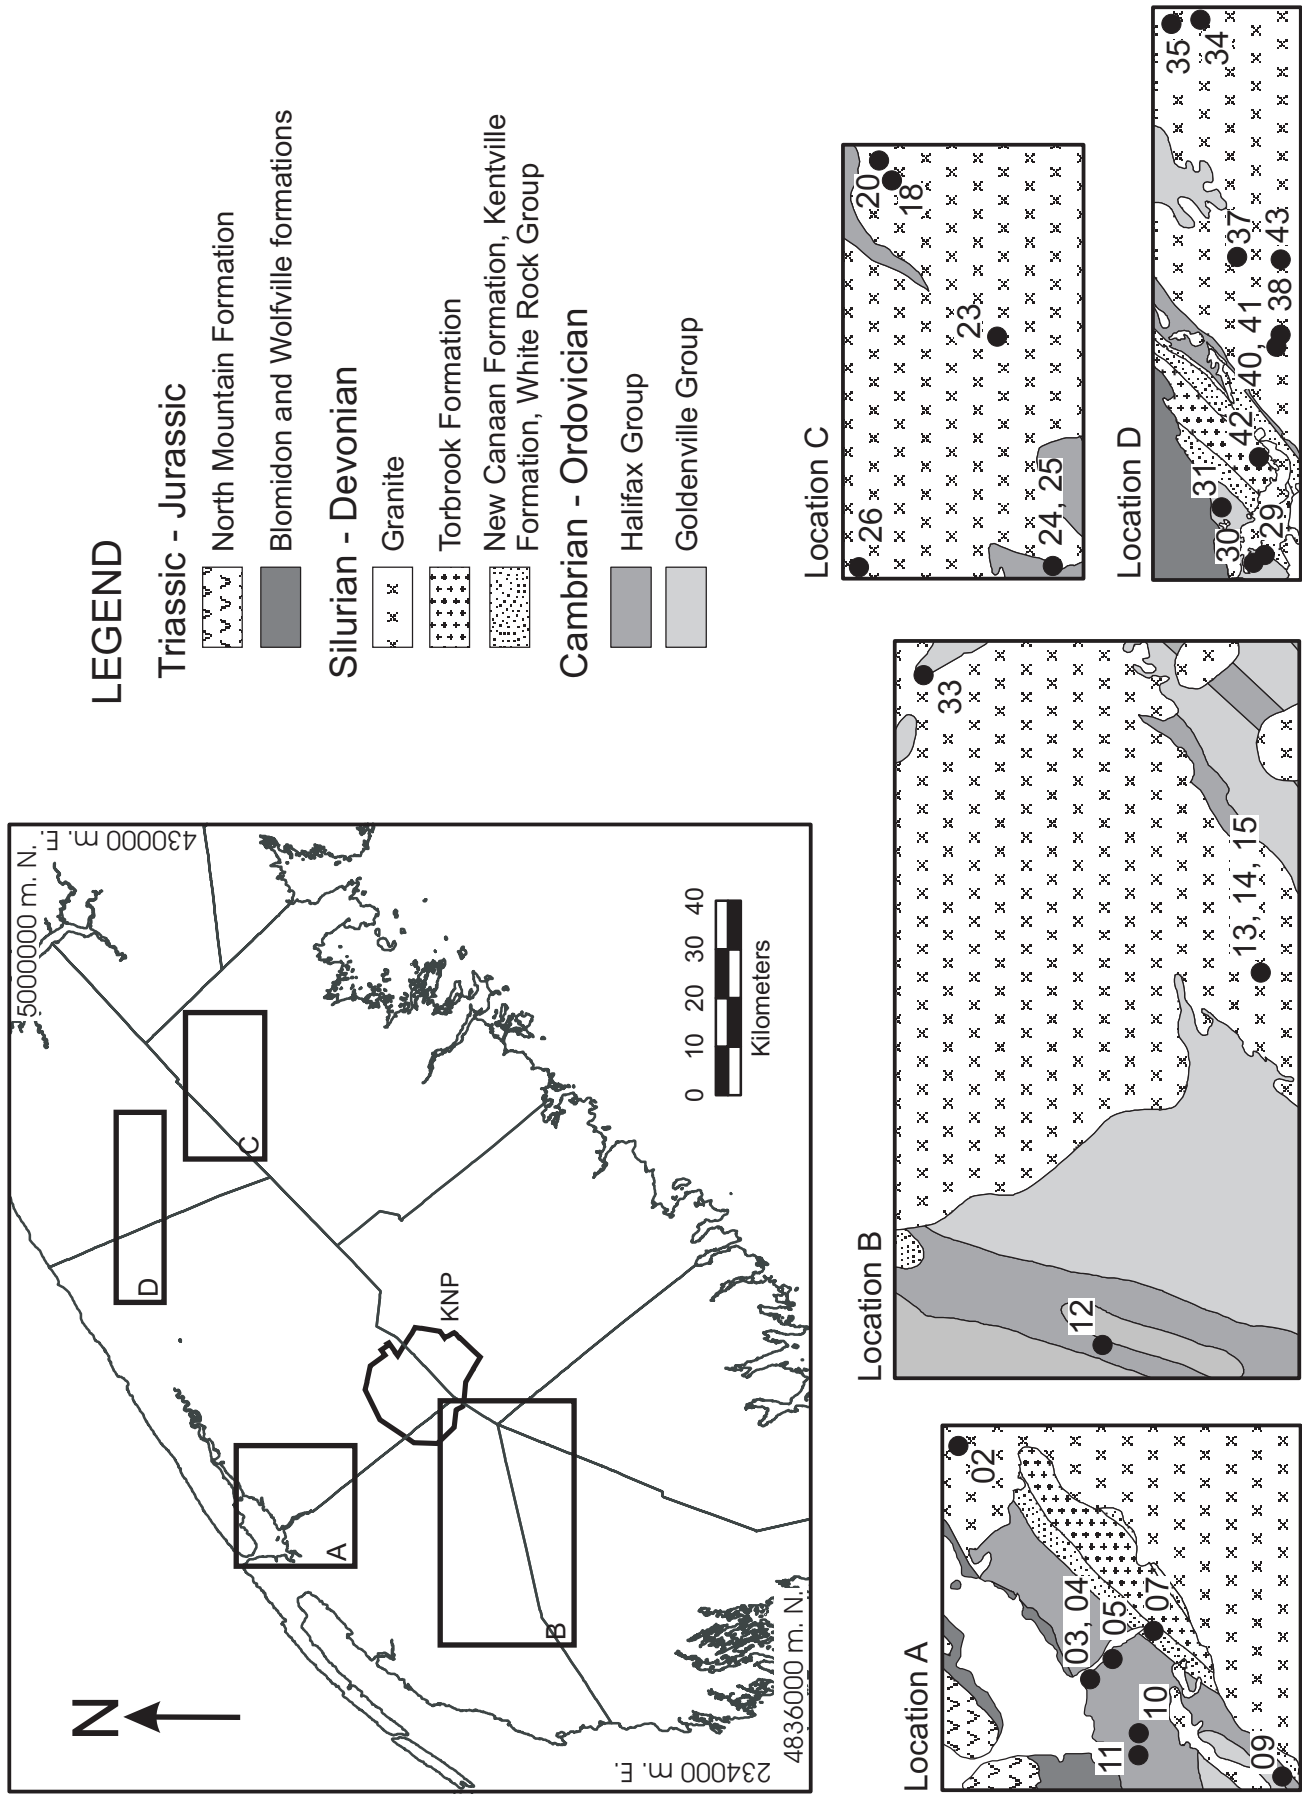 5000000 m. N.
430000 m. E.
N
D
C
A
KNP
B
0 10 20 30 40
Kilometers
234000 m. E.
4836000 m. N.
LEGEND
Triassic - Jurassic
North Mountain Formation
Blomidon and Wolfville formations
Silurian - Devonian
Granite
Torbrook Formation
New Canaan Formation, Kentville
Formation, White Rock Group
Cambrian - Ordovician
Halifax Group
Goldenville Group
Location A
02
03, 04
05
07
11
10
09
Location B
33
12
13, 14, 15
Location C
26
20
18
23
24, 25
Location D
35
34
31
30
29
42
40, 41
37
38
43